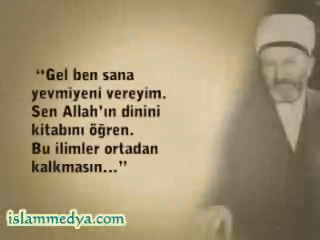 “Gel ben sana
yevmiyeni vereyim.
Sen Allah’ın dinini
kitabını öğren.
Bu ilimler ortadan
kalkmasın...”
islammedya.com